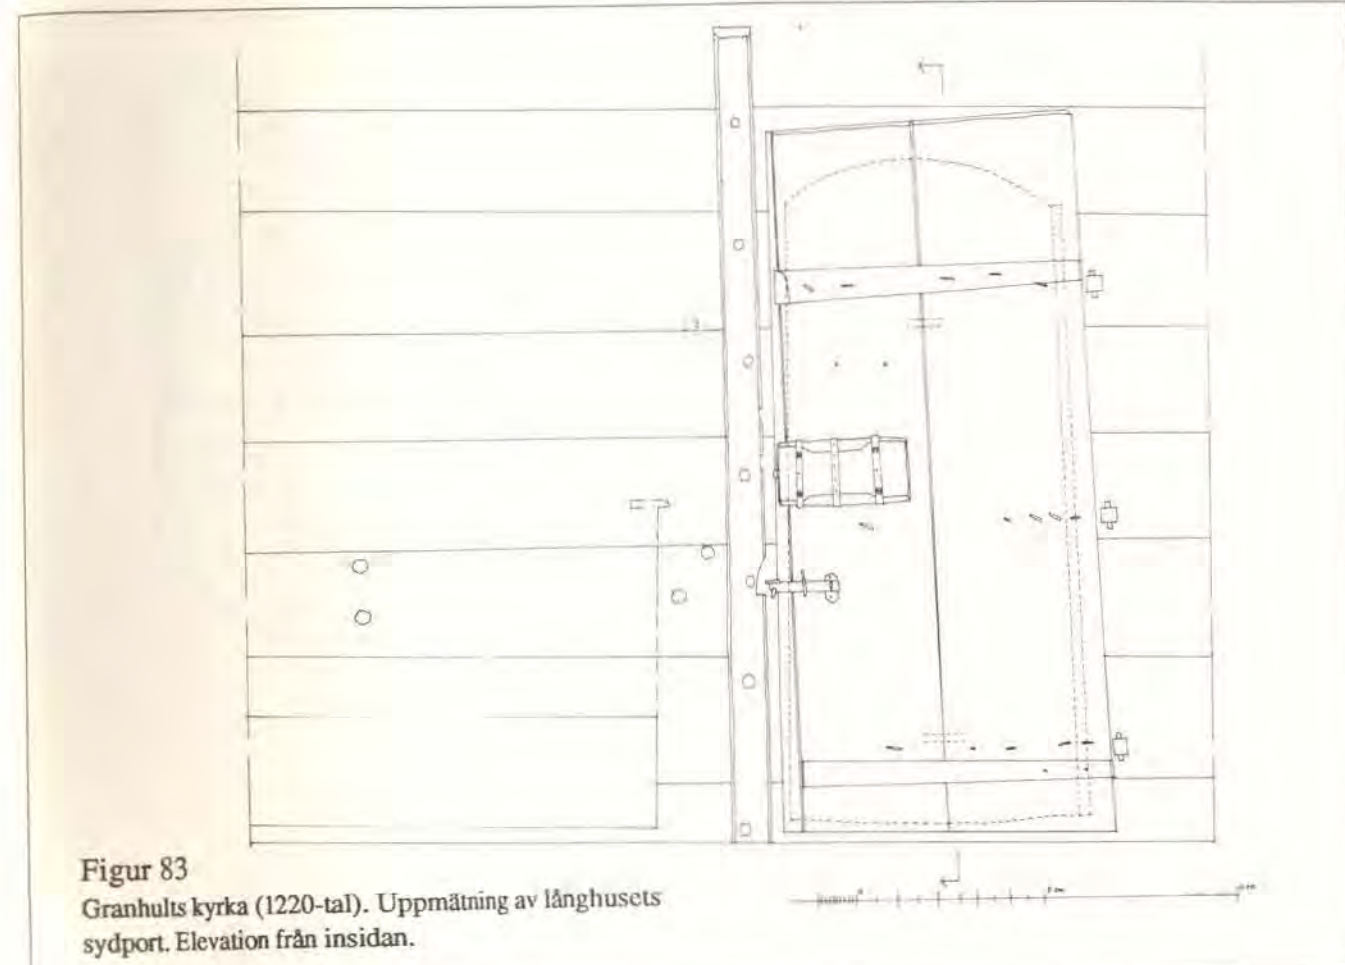 Figur 83
Granhults kyrka (1220-tal). Uppmätning av långhusets
sydport. Elevation från insidan.